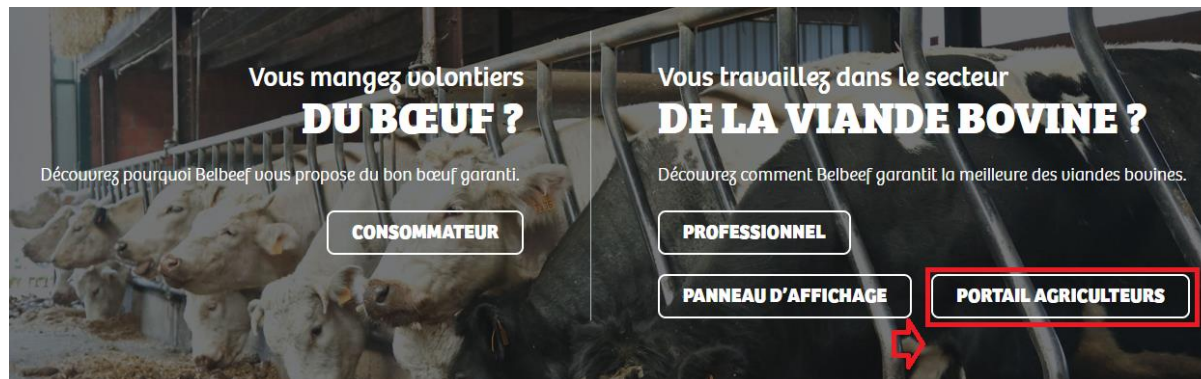 Vous mangez volontiers
DU BŒUF ?
Découvrez pourquoi Belbeef vous propose du bon bœuf garanti.
CONSOMMATEUR
Vous travaillez dans le secteur
DE LA VIANDE BOVINE ?
Découvrez comment Belbeef garantit la meilleure des viandes bovines.
PROFESSIONNEL
PANNEAU D'AFFICHAGE
PORTAIL AGRICULTEURS